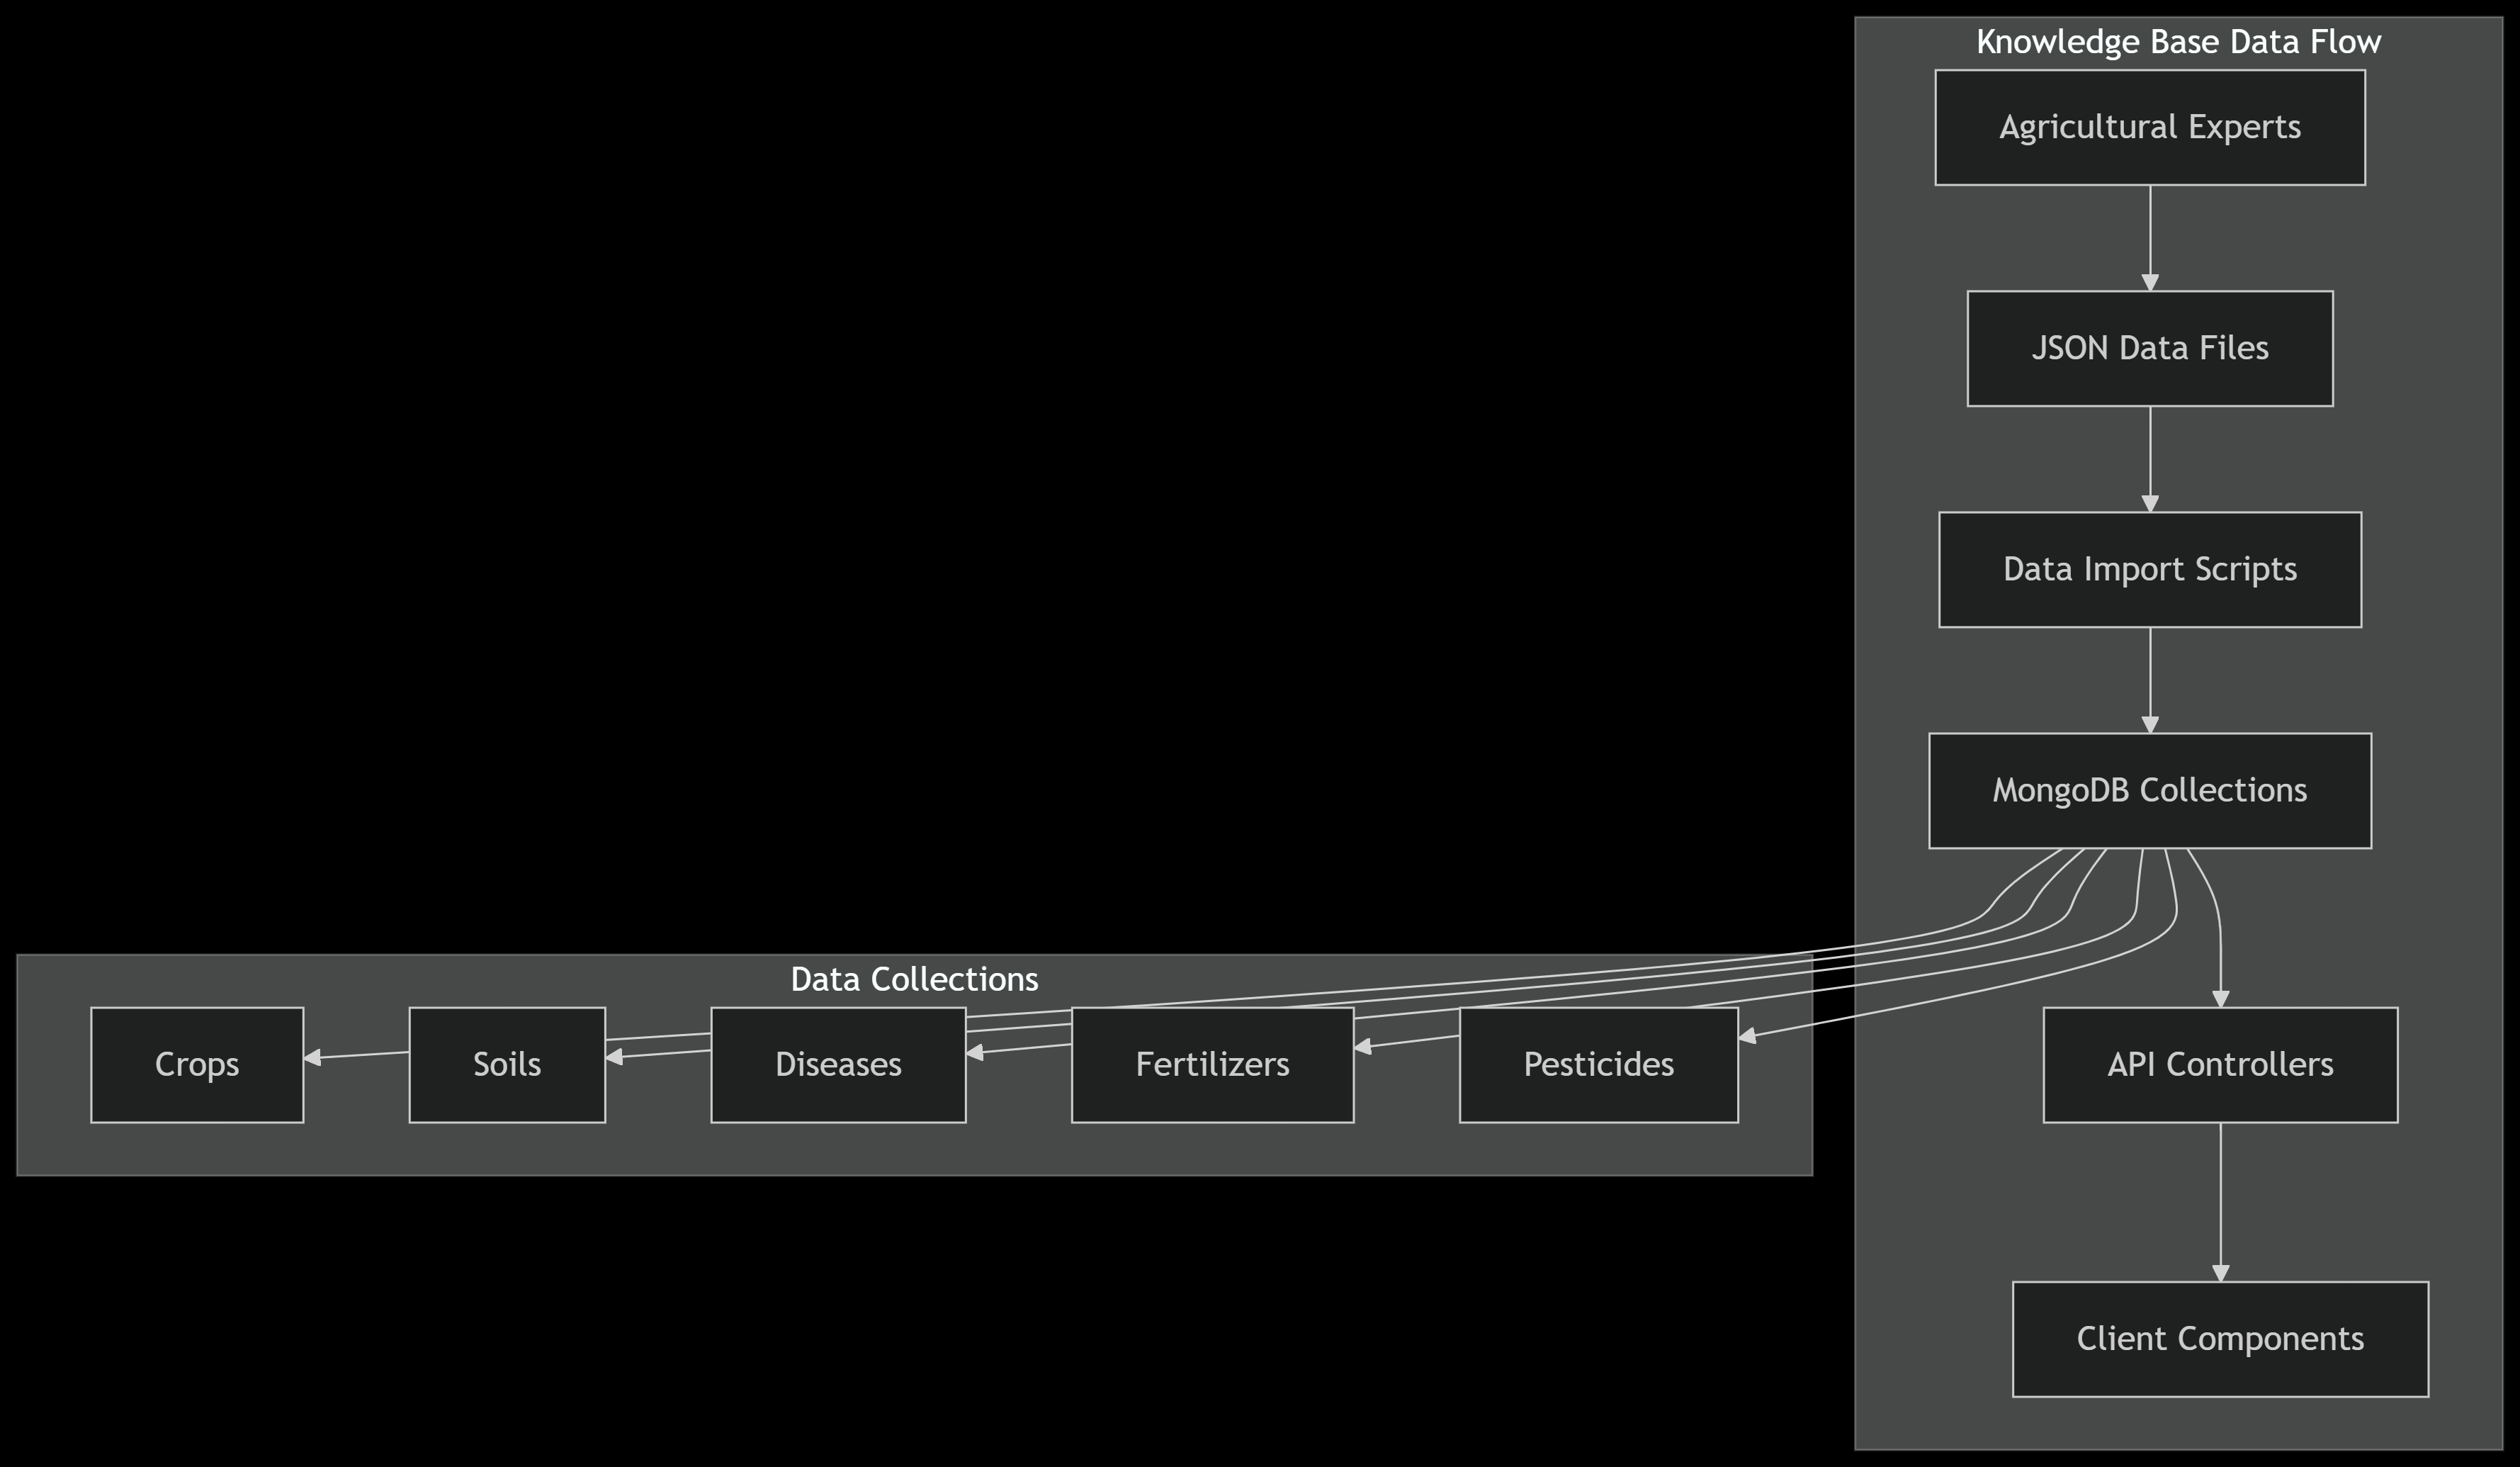 Knowledge Base Data Flow
Agricultural Experts
JSON Data Files
Data Import Scripts
MongoDB Collections
Data Collections
Crops
Soils
Diseases
Fertilizers
Pesticides
API Controllers
Client Components